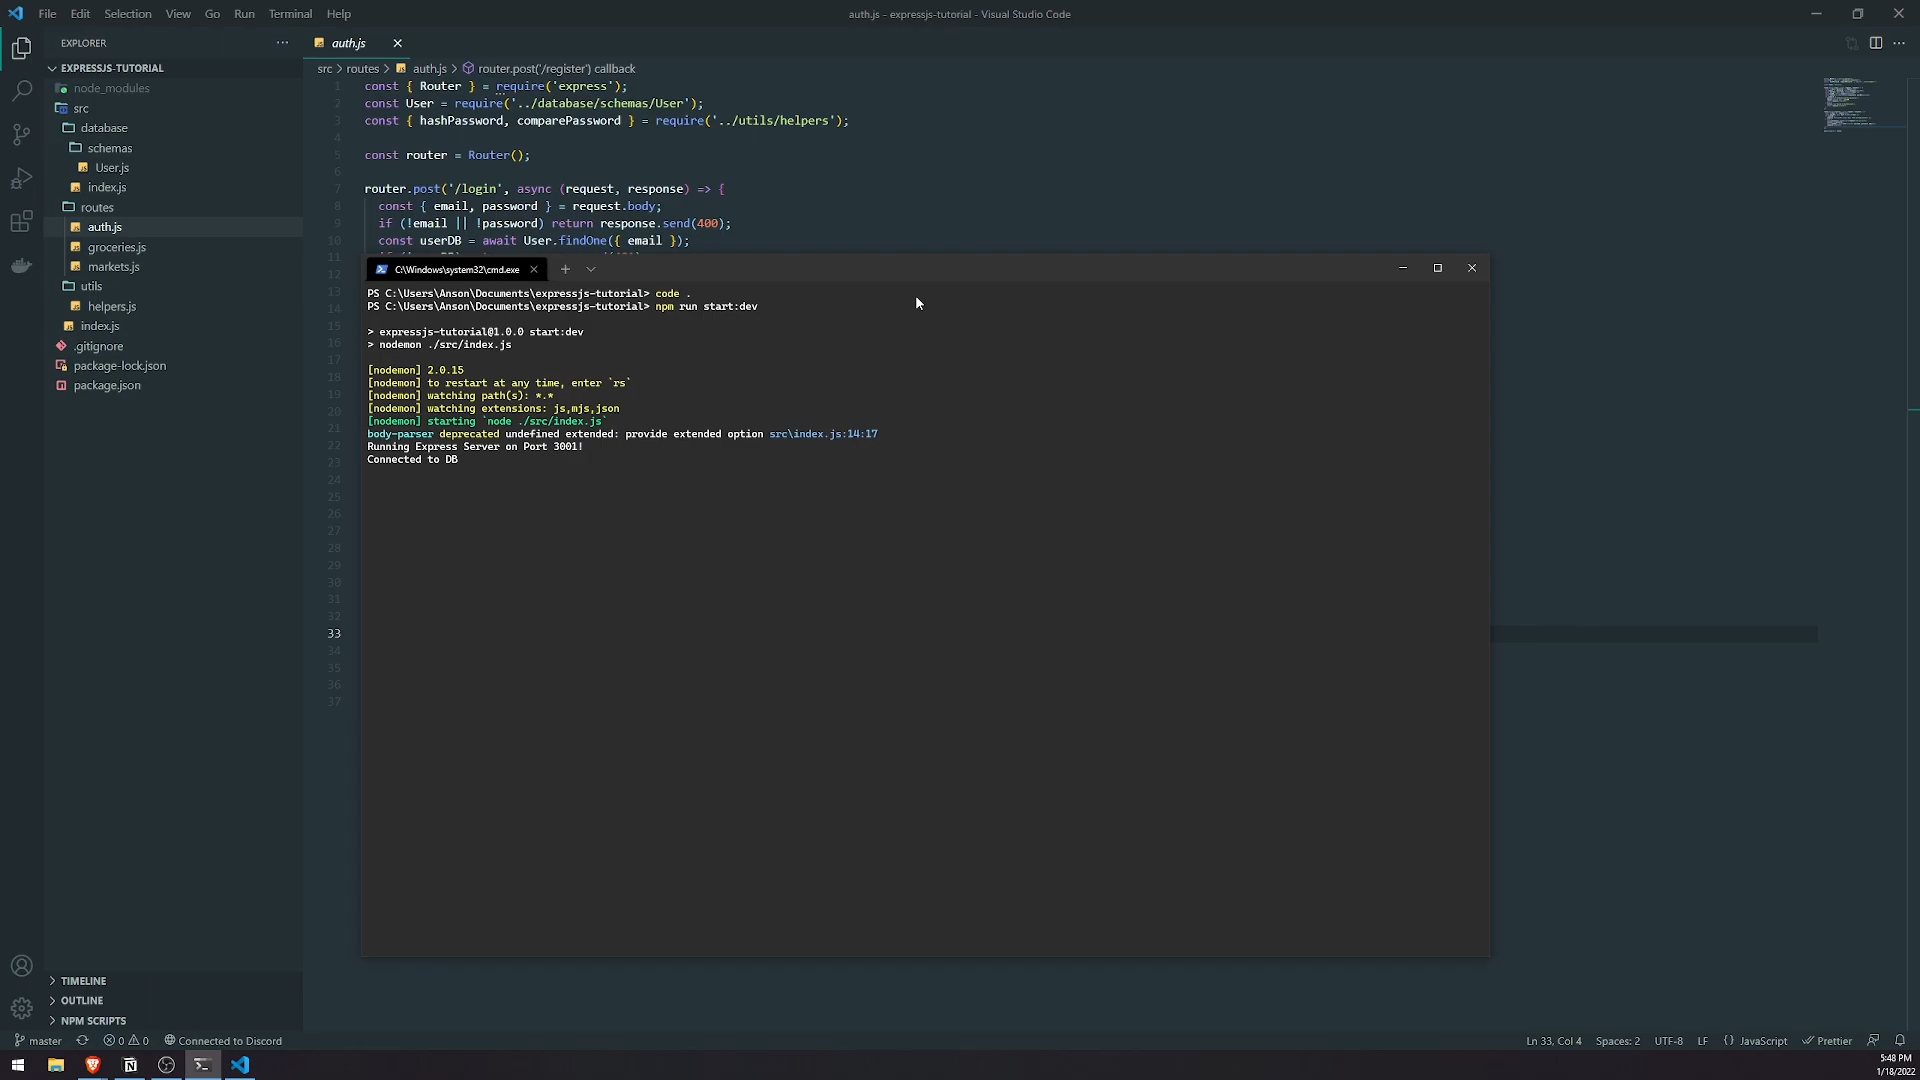 File Edit Selection View Go Run Terminal Help
auth.js - expressjs-tutorial - Visual Studio Code
EXPLORER
auth.js
EXPRESSJS-TUTORIAL
node_modules
src
database
schemas
User.js
index.js
routes
auth.js
groceries.js
markets.js
utils
helpers.js
index.js
.gitignore
package-lock.json
package.json
TIMELINE
OUTLINE
NPM SCRIPTS
src > routes > auth.js > router.post('/register') callback
1 const { Router } = require('express');
2 const User = require('../database/schemas/User');
3 const { hashPassword, comparePassword } = require('../utils/helpers');
4
5 const router = Router();
6
7 router.post('/login', async (request, response) => {
8 const { email, password } = request.body;
9 if (!email || !password) return response.send(400);
10 const userDB = await User.findOne({ email });
11
12
13
14
15
16
17
18
19
20
21
22
23
24
25
26
27
28
29
30
31
32
33
34
35
36
37
C:\Windows\system32\cmd.exe
PS C:\Users\Anson\Documents\expressjs-tutorial> code .
PS C:\Users\Anson\Documents\expressjs-tutorial> npm run start:dev
> expressjs-tutorial@1.0.0 start:dev
> nodemon ./src/index.js
[nodemon] 2.0.15
[nodemon] to restart at any time, enter `rs`
[nodemon] watching path(s): *.*
[nodemon] watching extensions: js,mjs,json
[nodemon] starting `node ./src/index.js`
body-parser deprecated undefined extended: provide extended option src\index.js:14:17
Running Express Server on Port 3001!
Connected to DB
master 0 0 Connected to Discord
Ln 33, Col 4 Spaces: 2 UTF-8 LF {} JavaScript Prettier
5:48 PM
1/18/2022